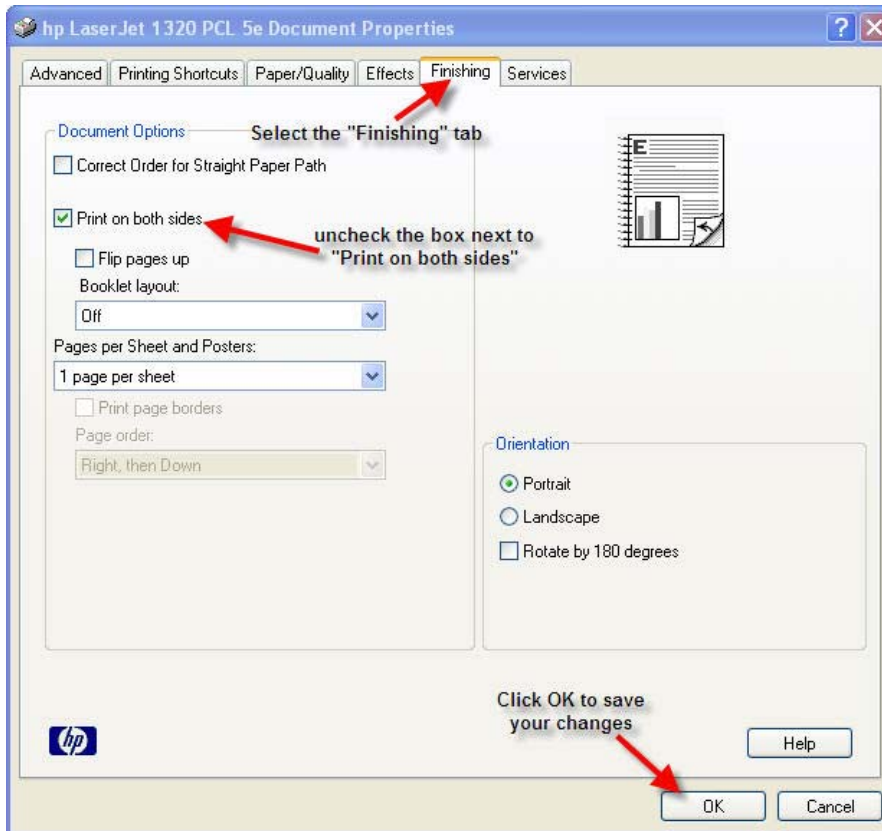 hp LaserJet 1320 PCL 5e Document Properties
Advanced Printing Shortcuts Paper/Quality Effects Finishing Services
Document Options
Select the "Finishing" tab
Correct Order for Straight Paper Path
Print on both sides
uncheck the box next to
"Print on both sides"
Flip pages up
Booklet layout:
Off
Pages per Sheet and Posters:
1 page per sheet
Print page borders
Page order:
Right, then Down
E
Orientation
Portrait
Landscape
Rotate by 180 degrees
Click OK to save
your changes
hp
Help
OK Cancel